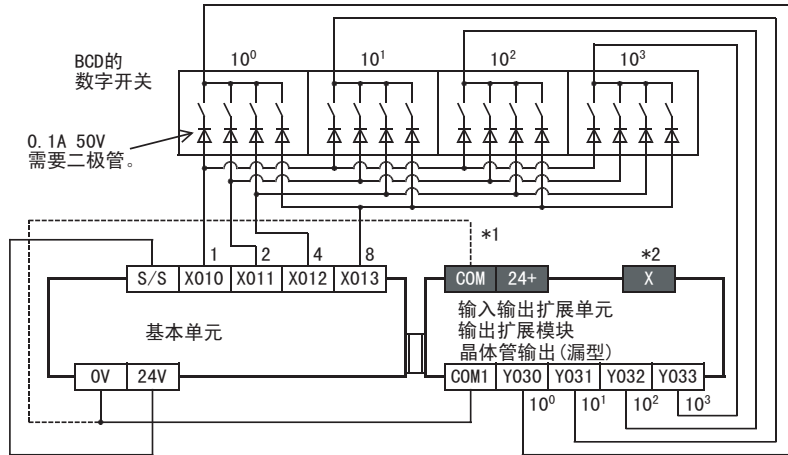 BCD的
数字开关
10⁰ 10¹ 10² 10³
0.1A 50V
需要二极管。
1 2 4 8 *1 *2
S/S X010 X011 X012 X013 COM 24+ X
基本单元
输入输出扩展单元
输出扩展模块
晶体管输出(漏型)
0V 24V COM1 Y030 Y031 Y032 Y033
10⁰ 10¹ 10² 10³